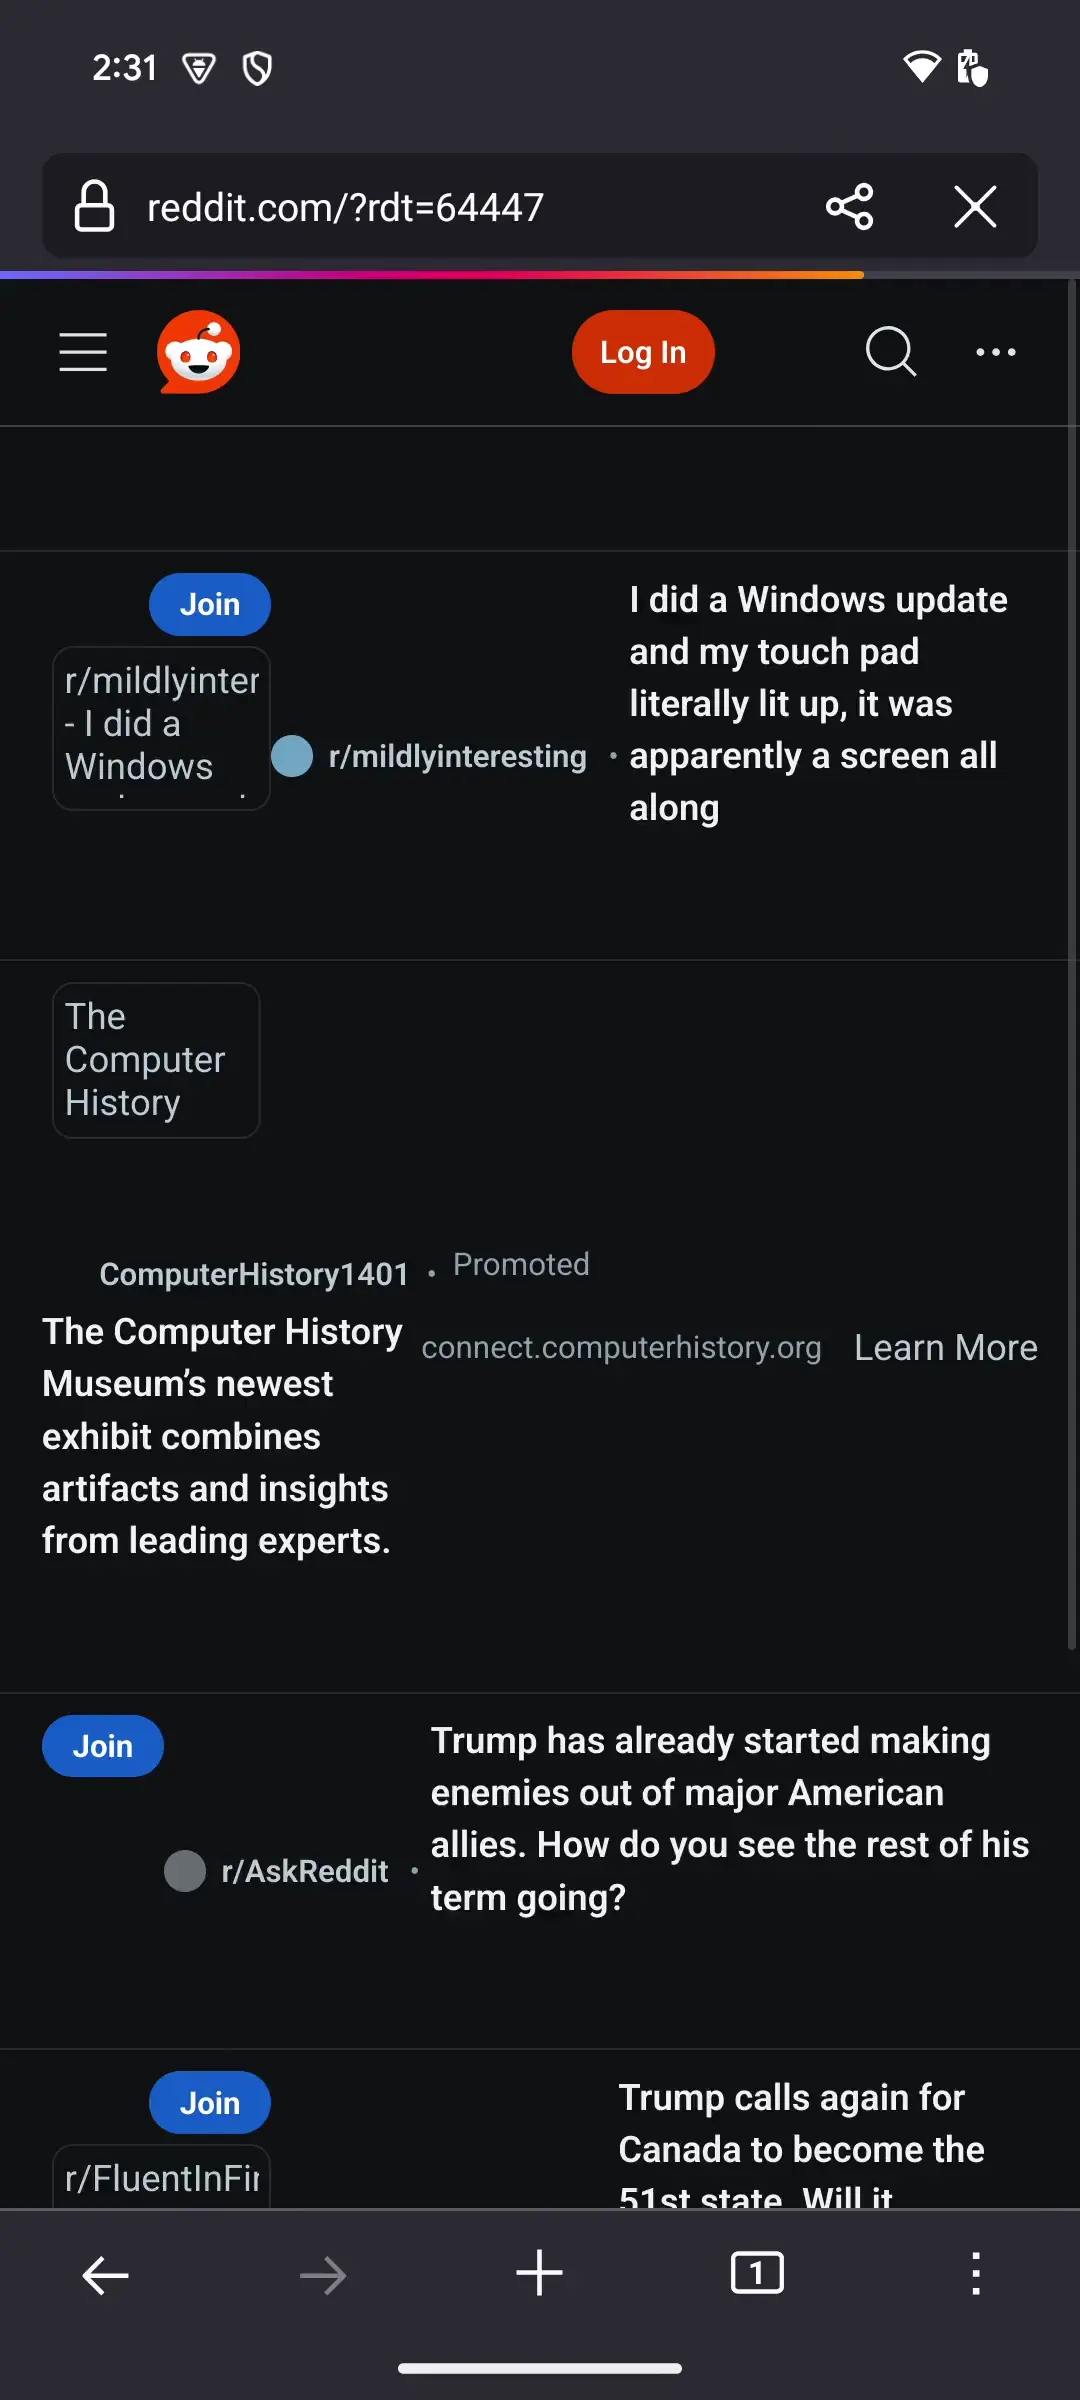 2:31
reddit.com/?rdt=64447
Log In
Join
r/mildlyinter
- I did a
Windows
r/mildlyinteresting •
I did a Windows update
and my touch pad
literally lit up, it was
apparently a screen all
along
The
Computer
History
ComputerHistory1401 • Promoted
The Computer History
Museum’s newest
exhibit combines
artifacts and insights
from leading experts.
connect.computerhistory.org
Learn More
Join
r/AskReddit •
Trump has already started making
enemies out of major American
allies. How do you see the rest of his
term going?
Join
r/FluentInFi
Trump calls again for
Canada to become the
51st state. Will it
1